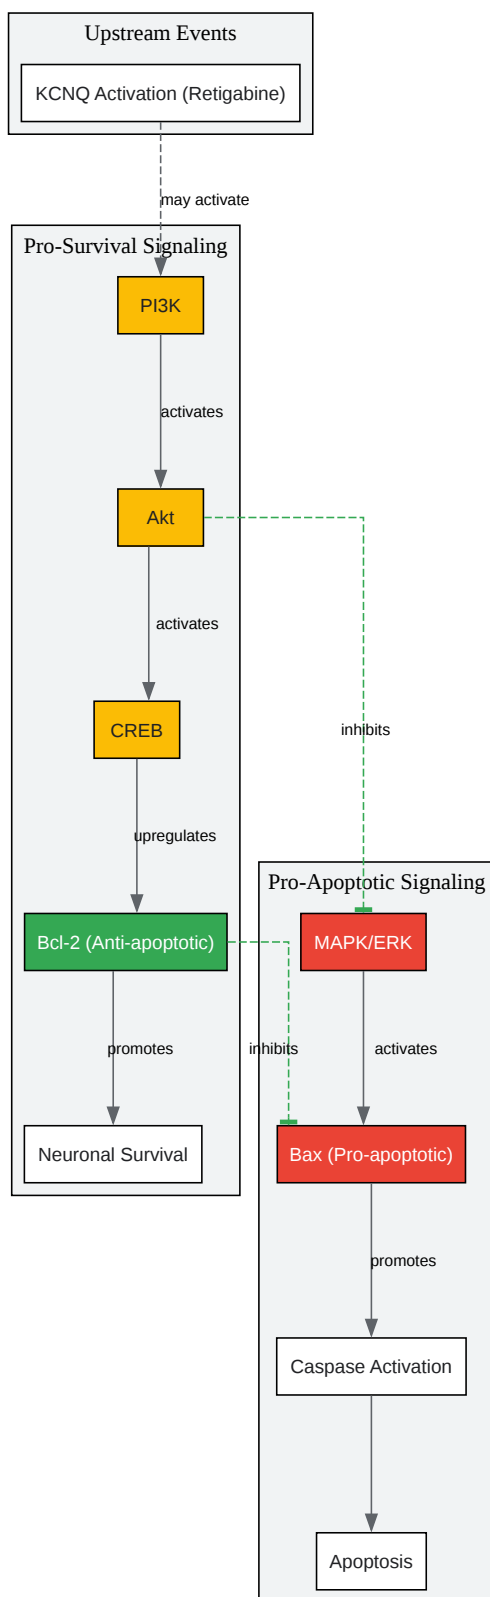 Upstream Events
KCNQ Activation (Retigabine)
may activate
Pro-Survival Signaling
PI3K
activates
Akt
activates
CREB
inhibits
upregulates
Pro-Apoptotic Signaling
Bcl-2 (Anti-apoptotic)
MAPK/ERK
promotes
inhibits
activates
Neuronal Survival
Bax (Pro-apoptotic)
promotes
Caspase Activation
Apoptosis